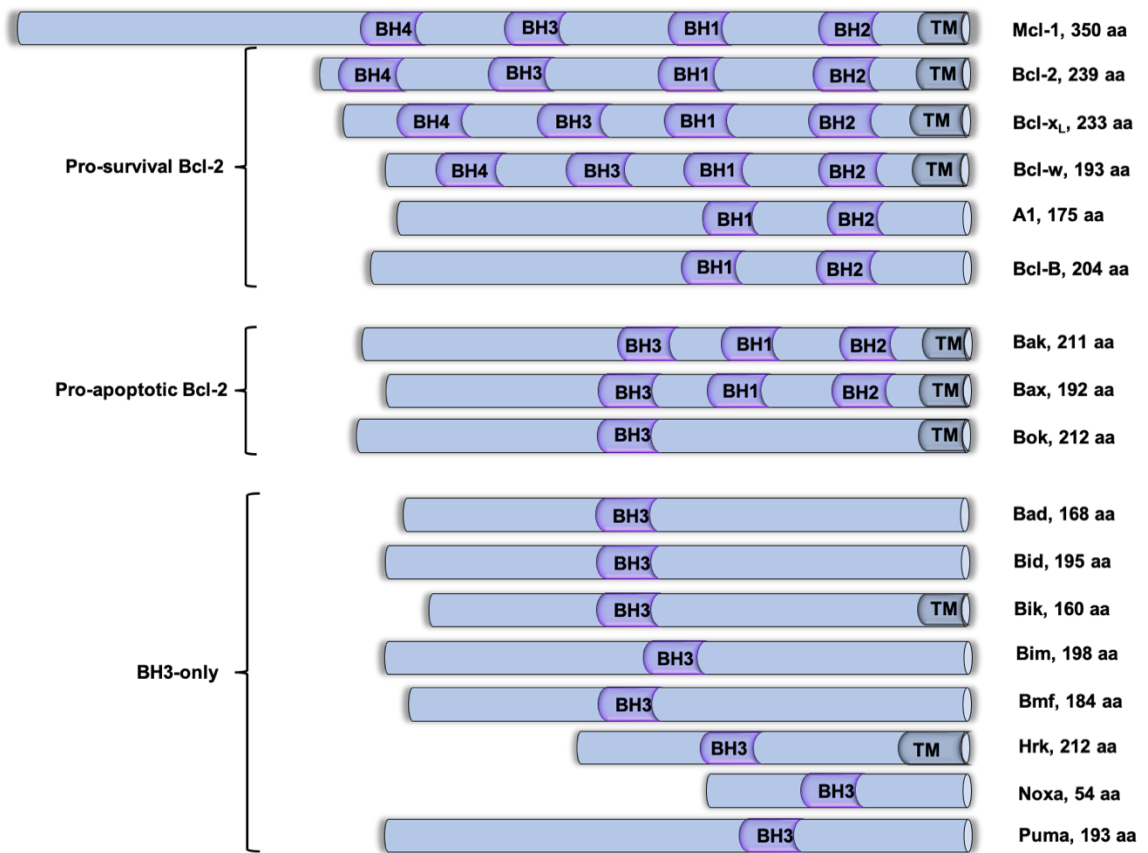 BH4 BH3 BH1 BH2 TM Mcl-1, 350 aa
BH4 BH3 BH1 BH2 TM Bcl-2, 239 aa
BH4 BH3 BH1 BH2 TM Bcl-xL, 233 aa
Pro-survival Bcl-2
BH4 BH3 BH1 BH2 TM Bcl-w, 193 aa
BH1 BH2 A1, 175 aa
BH1 BH2 Bcl-B, 204 aa
BH3 BH1 BH2 TM Bak, 211 aa
Pro-apoptotic Bcl-2
BH3 BH1 BH2 TM Bax, 192 aa
BH3 TM Bok, 212 aa
BH3 Bad, 168 aa
BH3 Bid, 195 aa
BH3 TM Bik, 160 aa
BH3-only
BH3 Bim, 198 aa
BH3 Bmf, 184 aa
BH3 TM Hrk, 212 aa
BH3 Noxa, 54 aa
BH3 Puma, 193 aa